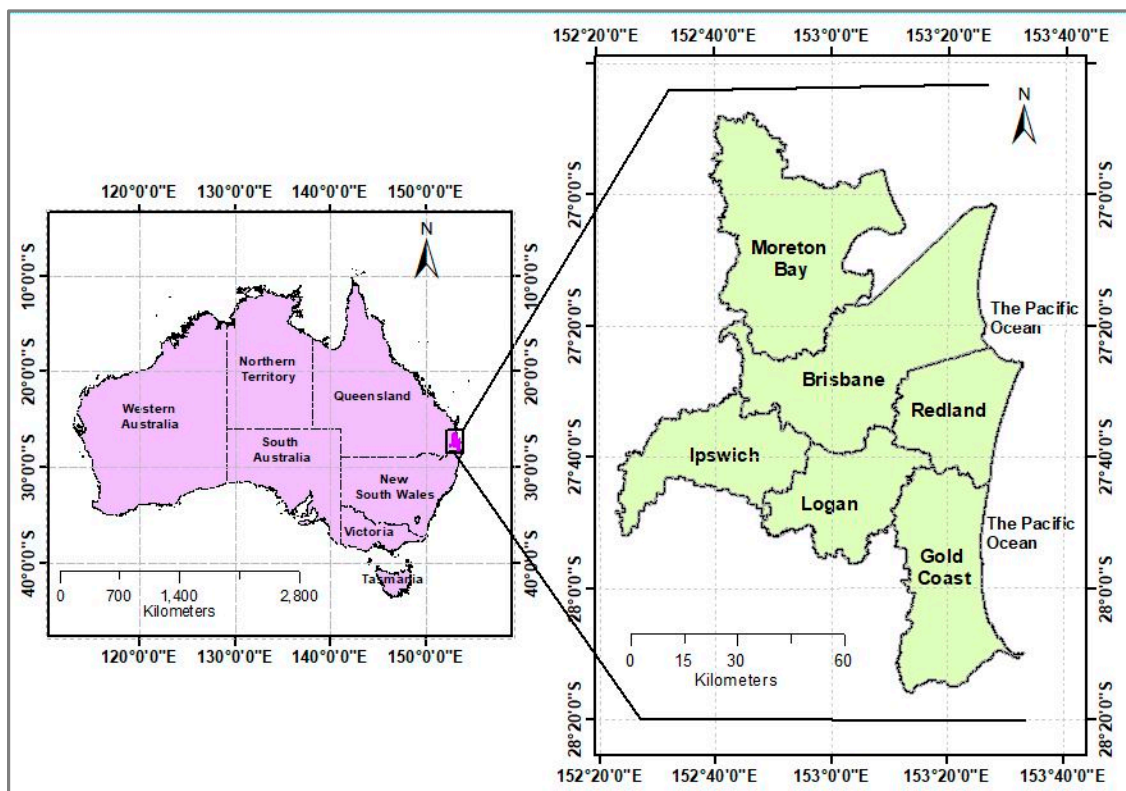 120°0'0"E 130°0'0"E 140°0'0"E 150°0'0"E
N
10°0'0"S
20°0'0"S
30°0'0"S
40°0'0"S
10°0'0"S
20°0'0"S
30°0'0"S
40°0'0"S
Northern
Territory
Queensland
Western
Australia
South
Australia
New
South Wales
Victoria
Tasmania
0 700 1,400 2,800
Kilometers
120°0'0"E 130°0'0"E 140°0'0"E 150°0'0"E
152°20'0"E 152°40'0"E 153°0'0"E 153°20'0"E 153°40'0"E
N
27°0'0"S
27°20'0"S
27°40'0"S
28°0'0"S
28°20'0"S
27°0'0"S
27°20'0"S
27°40'0"S
28°0'0"S
28°20'0"S
Moreton
Bay
The Pacific
Ocean
Brisbane
Redland
Ipswich
Logan
The Pacific
Ocean
Gold
Coast
0 15 30 60
Kilometers
152°20'0"E 152°40'0"E 153°0'0"E 153°20'0"E 153°40'0"E